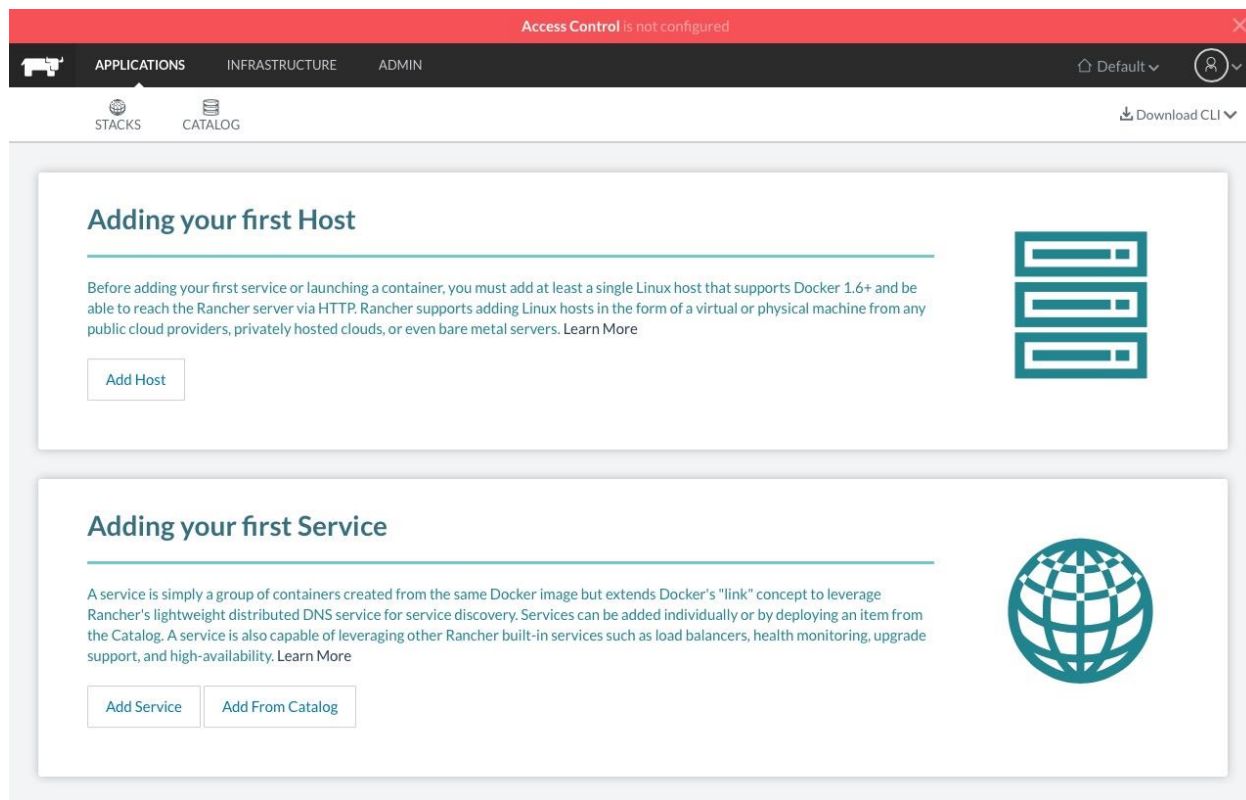 Access Control is not configured
APPLICATIONS INFRASTRUCTURE ADMIN Default
STACKS CATALOG Download CLI
Adding your first Host
Before adding your first service or launching a container, you must add at least a single Linux host that supports Docker 1.6+ and be
able to reach the Rancher server via HTTP. Rancher supports adding Linux hosts in the form of a virtual or physical machine from any
public cloud providers, privately hosted clouds, or even bare metal servers. Learn More
Add Host
Adding your first Service
A service is simply a group of containers created from the same Docker image but extends Docker's "link" concept to leverage
Rancher's lightweight distributed DNS service for service discovery. Services can be added individually or by deploying an item from
the Catalog. A service is also capable of leveraging other Rancher built-in services such as load balancers, health monitoring, upgrade
support, and high-availability. Learn More
Add Service Add From Catalog